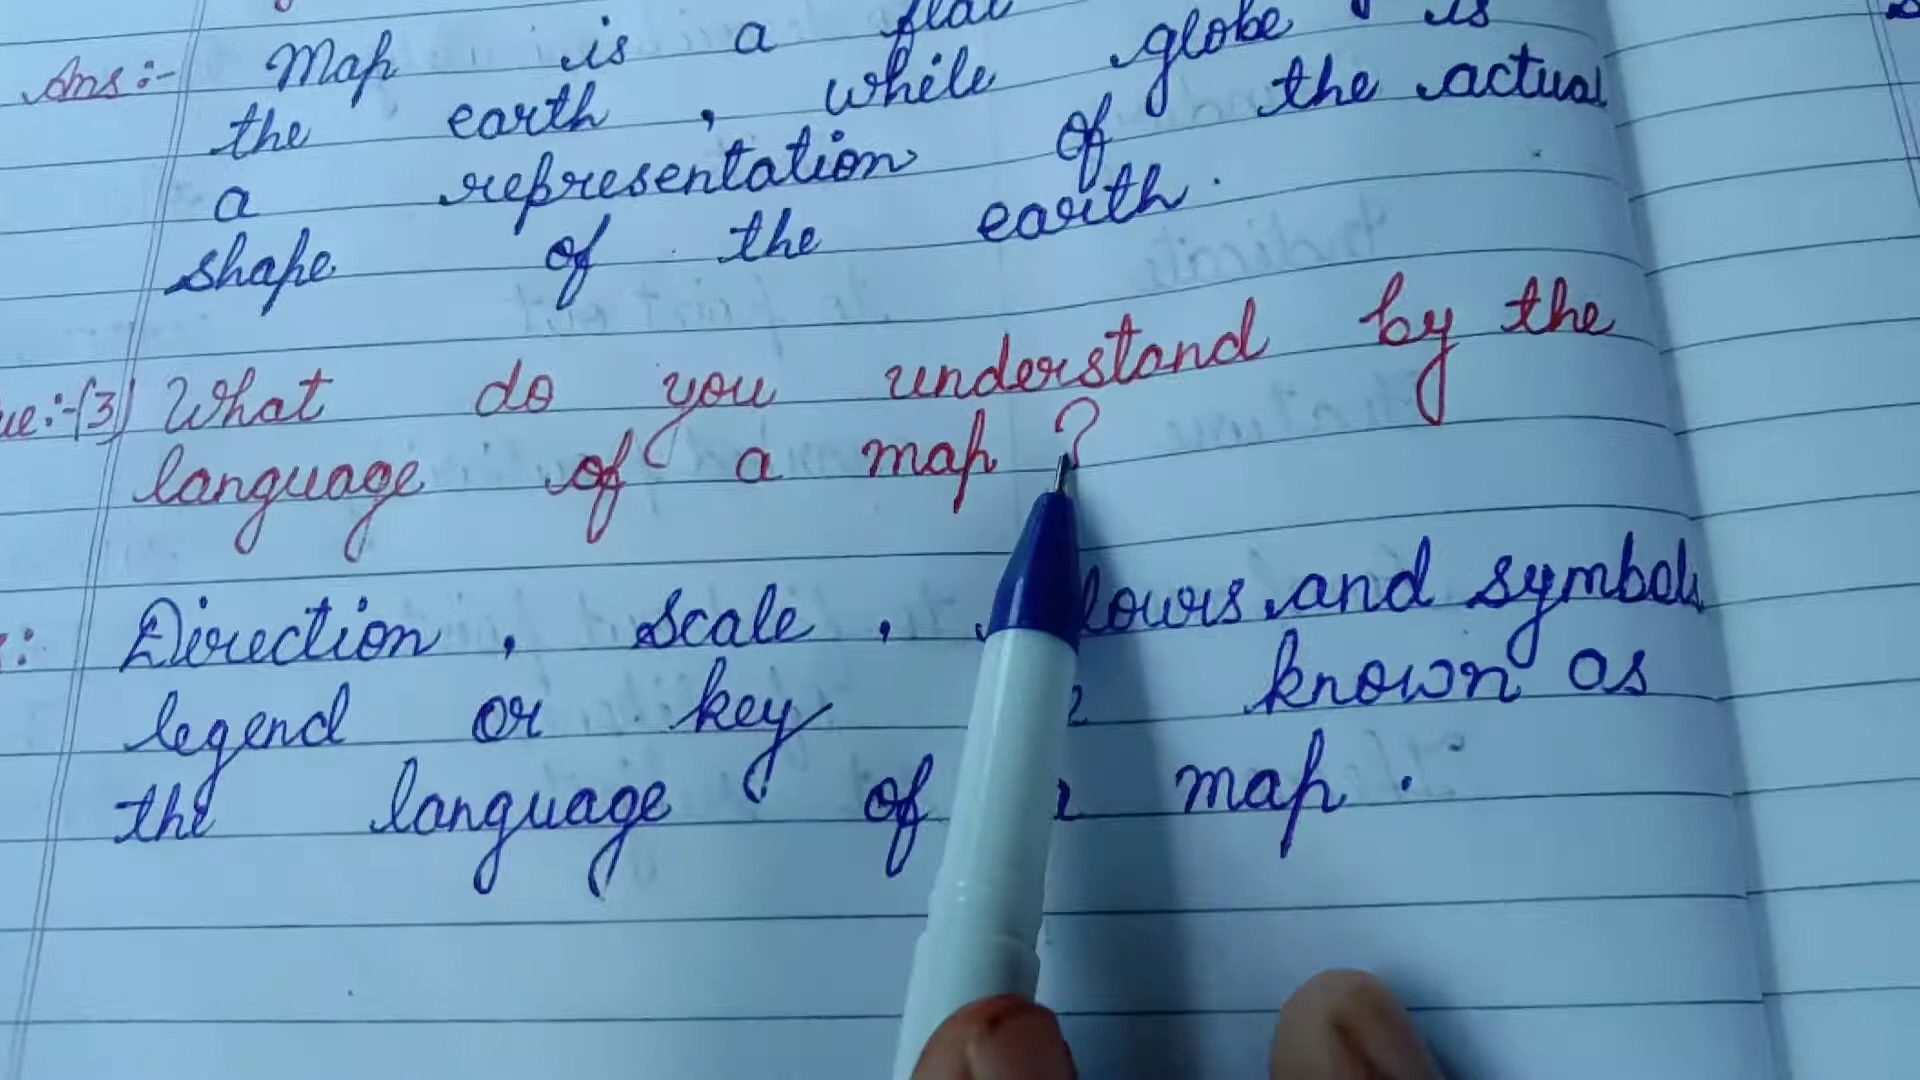 Ans:- Map is a flat
the earth, while globe is
a representation of the actual
shape of the earth.
(3) What do you understand by the
language of a map?
Direction, Scale, and symbols
legend or key known as
the language of map.